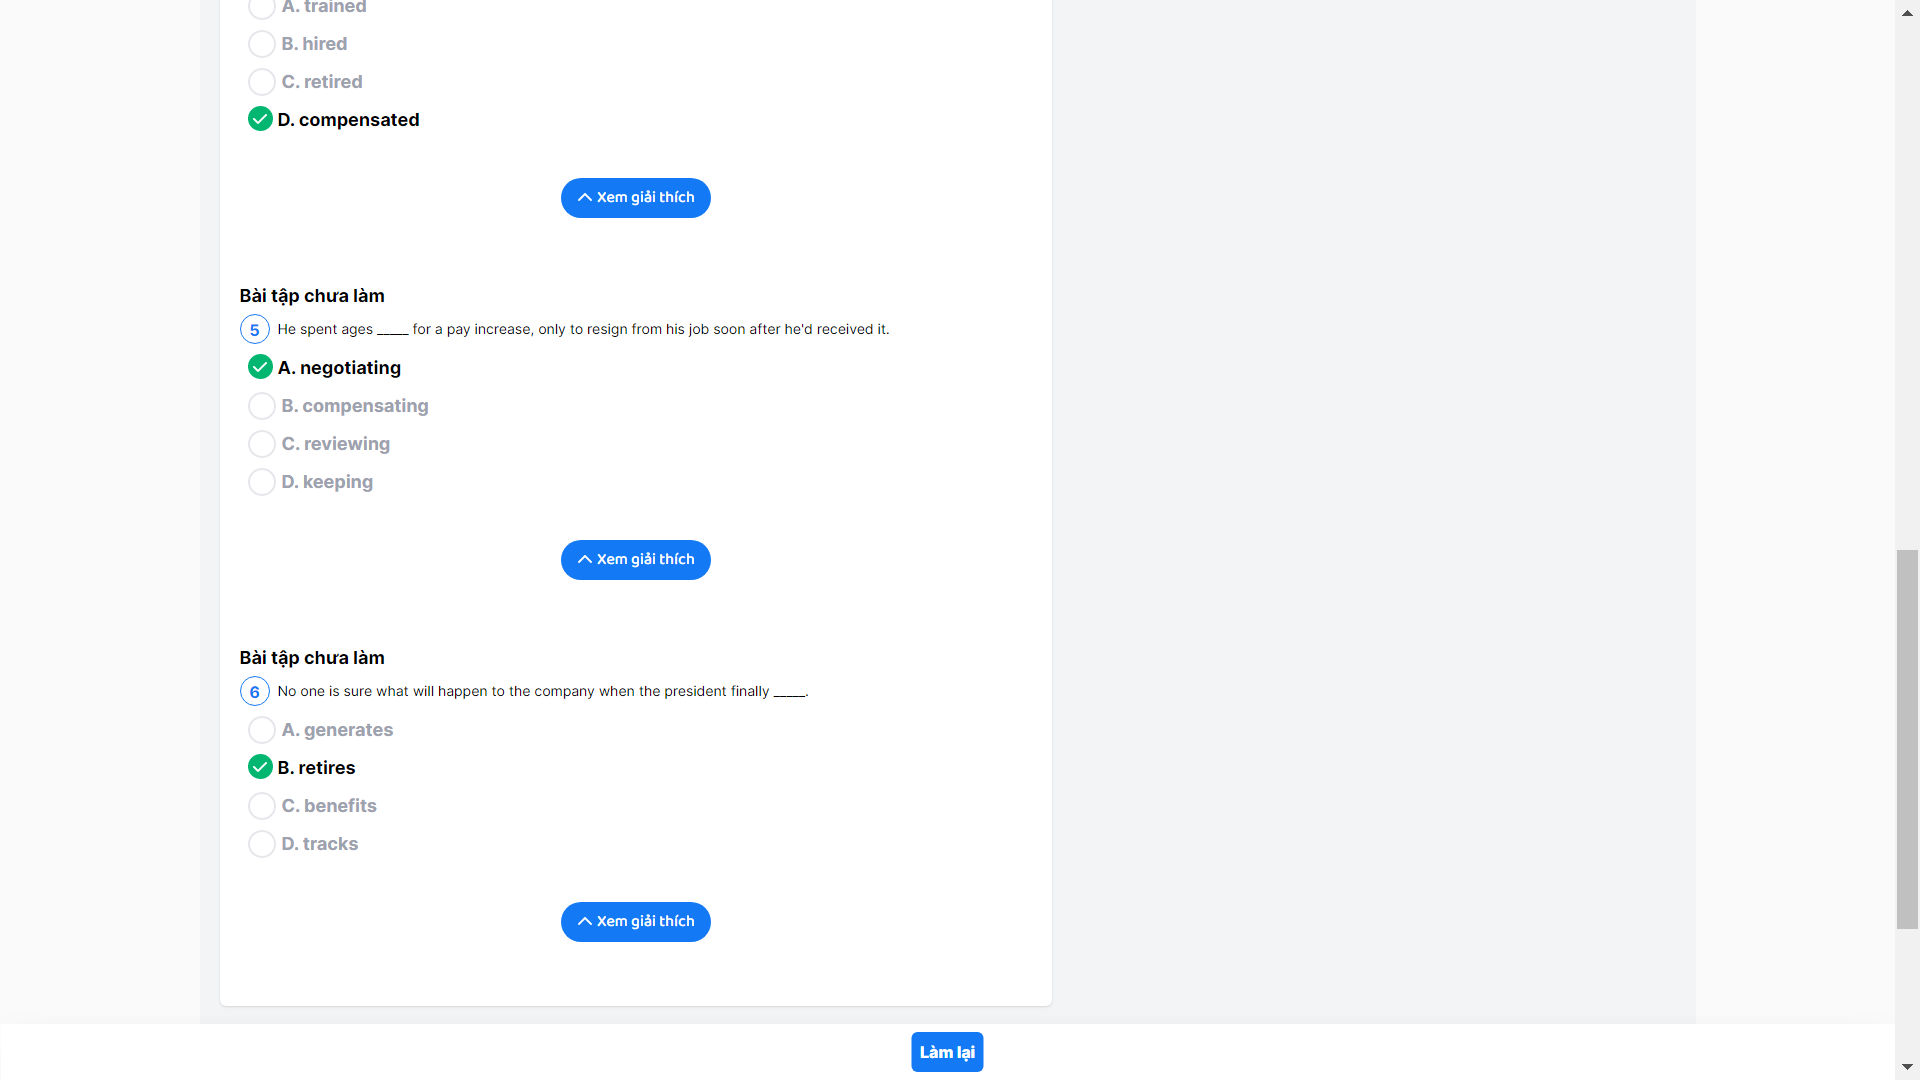 A. trained
B. hired
C. retired
D. compensated
Xem giải thích
Bài tập chưa làm
5 He spent ages _____ for a pay increase, only to resign from his job soon after he'd received it.
A. negotiating
B. compensating
C. reviewing
D. keeping
Xem giải thích
Bài tập chưa làm
6 No one is sure what will happen to the company when the president finally _____.
A. generates
B. retires
C. benefits
D. tracks
Xem giải thích
Làm lại